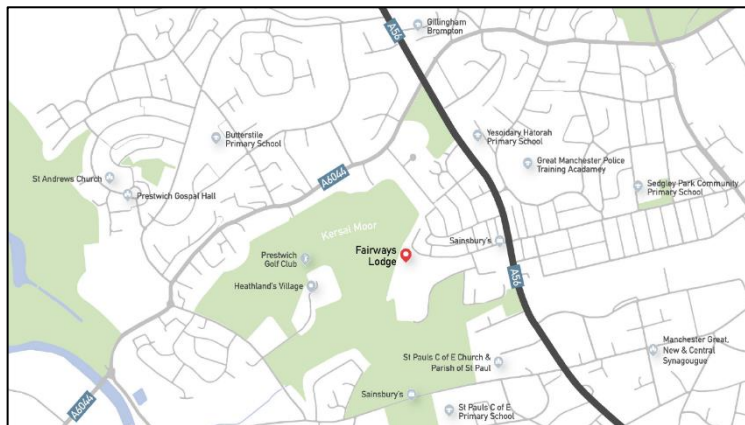 Gillingham
Brompton
A56
Butterstile
Primary School
Yesoidary Hatorah
Primary School
Great Manchester Police
Training Acadamey
St Andrews Church
A6044
Sedgley Park Community
Primary School
Prestwich Gospal Hall
Kersal Moor
Sainsbury's
Prestwich
Golf Club
Fairways
Lodge
A56
Heathland's Village
St Pauls C of E Church &
Parish of St Paul
Manchester Great,
New & Central
Synagougue
Sainsbury's
A6044
St Pauls C of E
Primary School